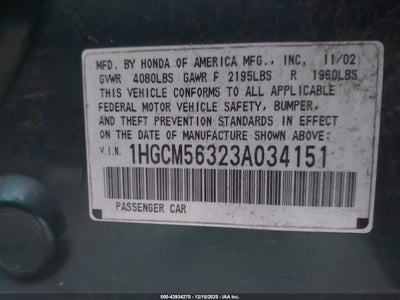 MFD. BY HONDA OF AMERICA MFG., INC. 11/02
GVWR 4080LBS GAWR F 2195LBS R 1960LBS
THIS VEHICLE CONFORMS TO ALL APPLICABLE
FEDERAL MOTOR VEHICLE SAFETY, BUMPER,
AND THEFT PREVENTION STANDARDS IN EFFECT
ON THE DATE OF MANUFACTURE SHOWN ABOVE:
V.I.N. 1HGCM56323A034151
PASSENGER CAR
000-43934270 - 12/15/2025 - IAA